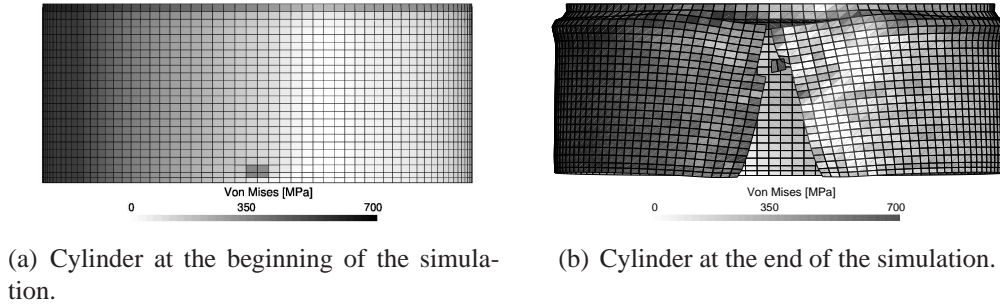 Von Mises [MPa]
0 350 700
Von Mises [MPa]
0 350 700
(a) Cylinder at the beginning of the simula-
tion.
(b) Cylinder at the end of the simulation.